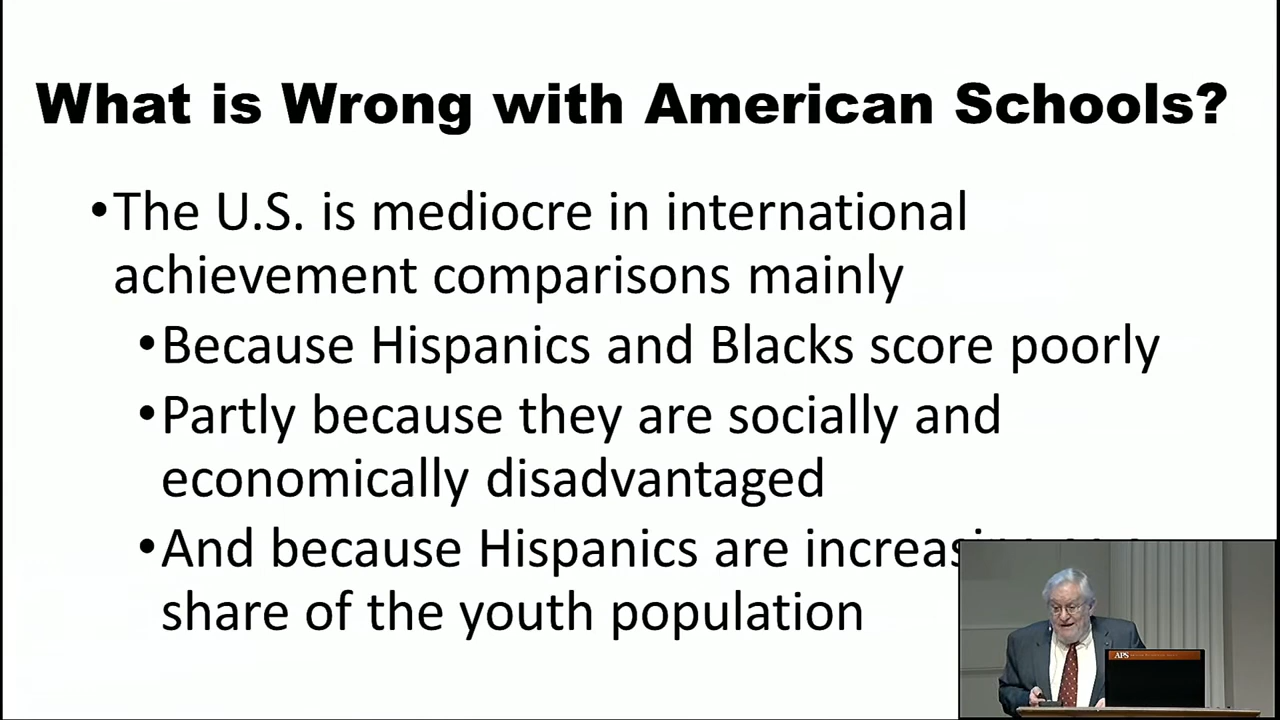 What is Wrong with American Schools?
•The U.S. is mediocre in international
achievement comparisons mainly
•Because Hispanics and Blacks score poorly
•Partly because they are socially and
economically disadvantaged
•And because Hispanics are
share of the youth population
APS